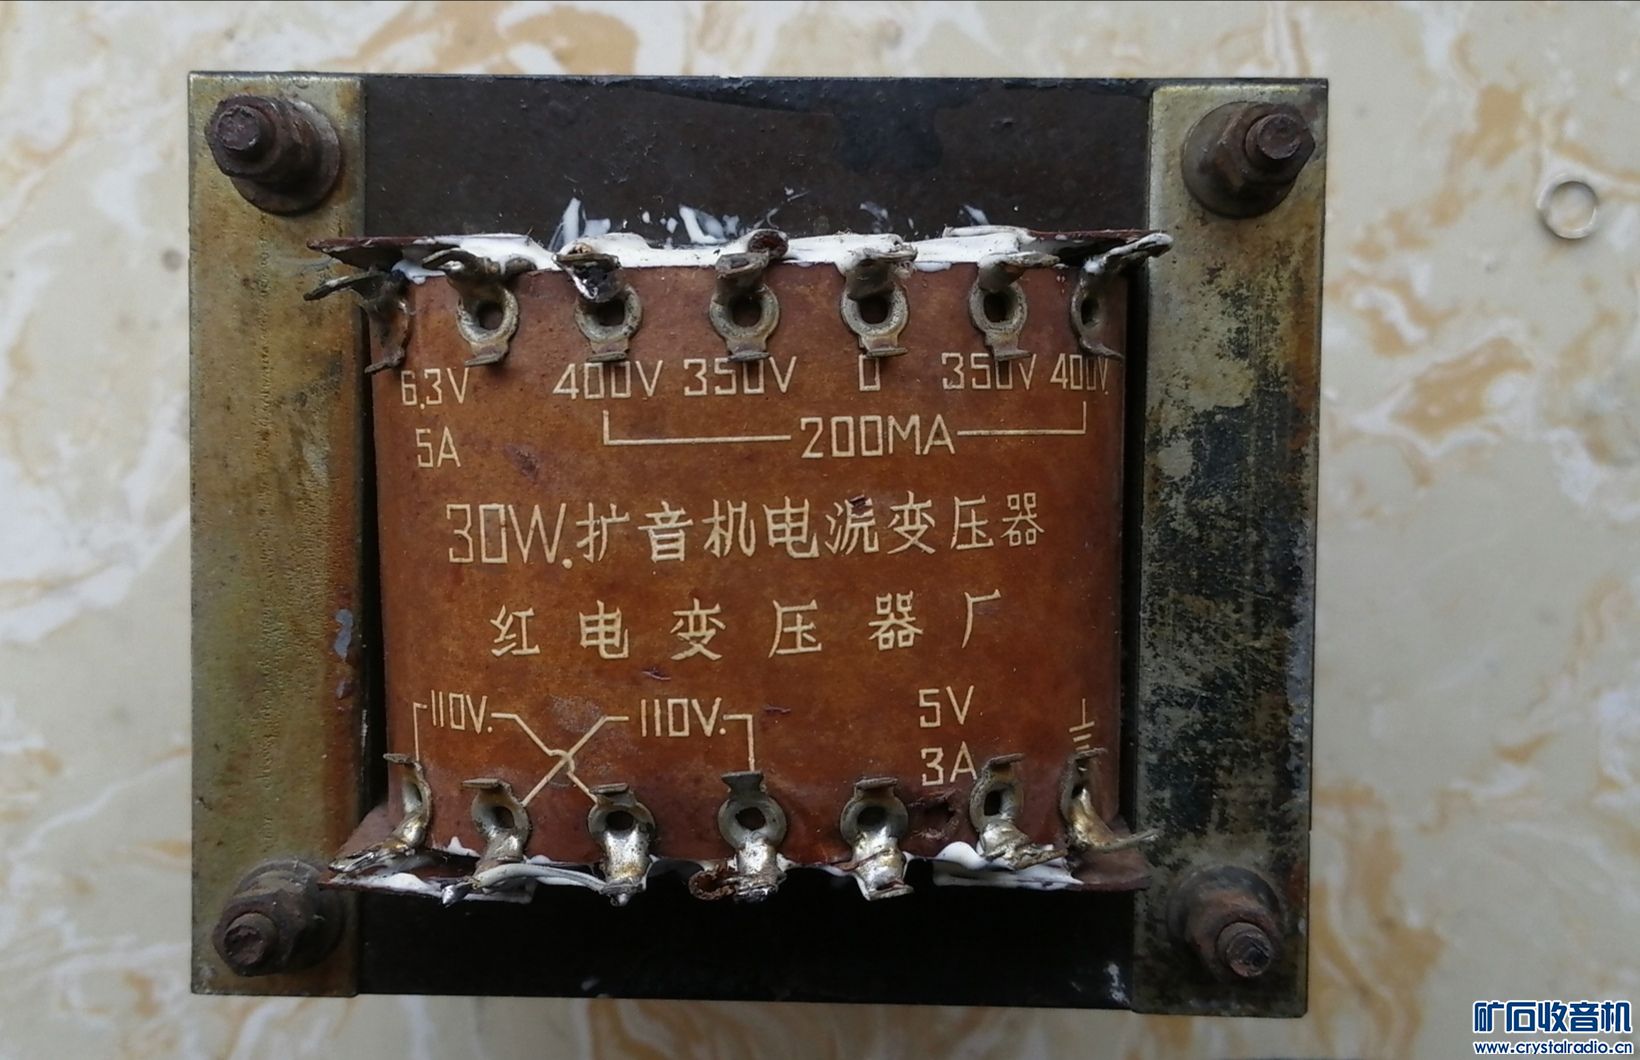 6.3V 400V 350V 0 350V 400V
5A 200MA
30W.扩音机电流变压器
红电变压器厂
110V. 110V. 5V
3A
矿石收音机
www.crystalradio.cn